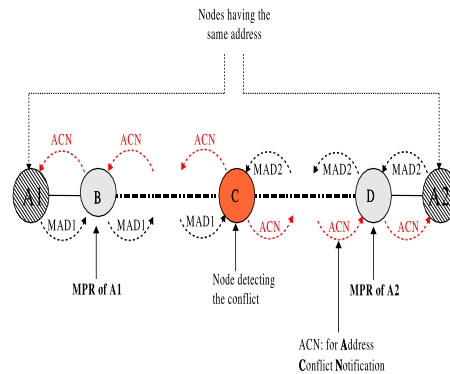 Nodes having the
same address
ACN
ACN
ACN
MAD2
MAD2
MAD2
A1
B
C
D
A2
MAD1
MAD1
MAD1
ACN
ACN
ACN
MPR of A1
Node detecting
the conflict
MPR of A2
ACN: for Address
Conflict Notification